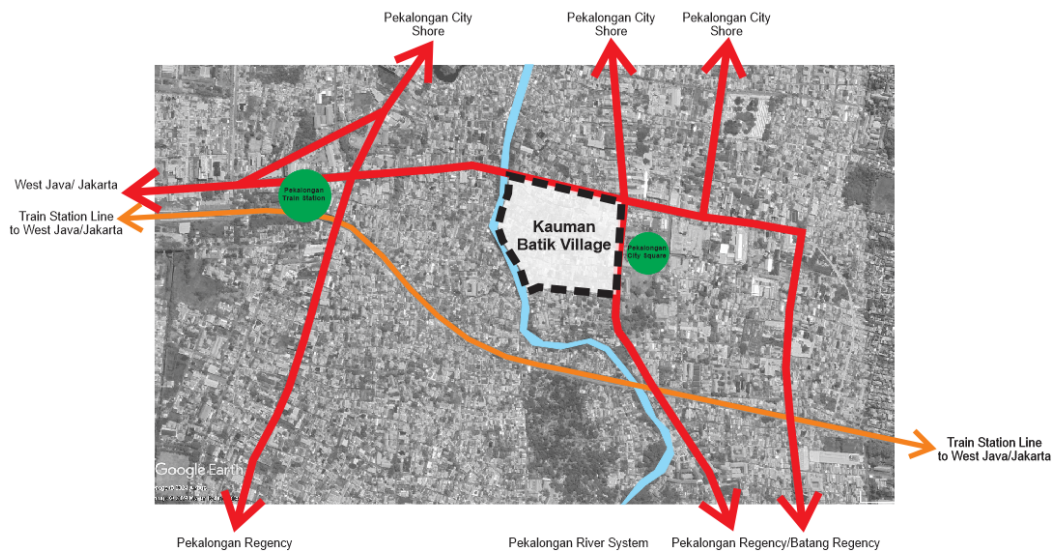 Pekalongan City
Shore
Pekalongan City
Shore
Pekalongan City
Shore
West Java/ Jakarta
Pekalongan
Train Station
Train Station Line
to West Java/Jakarta
Kauman
Batik Village
Pekalongan
City Square
Train Station Line
to West Java/Jakarta
Google Earth
Pekalongan Regency
Pekalongan River System
Pekalongan Regency/Batang Regency